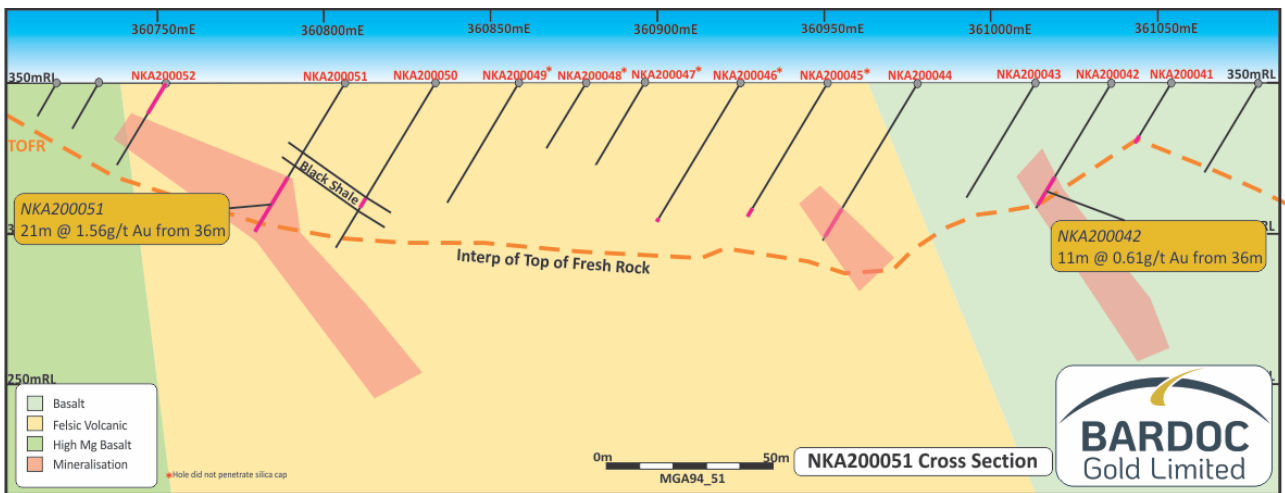 360750mE
360800mE
360850mE
360900mE
360950mE
361000mE
361050mE
350mRL
NKA200052
NKA200051
NKA200050
NKA200049*
NKA200048*
NKA200047*
NKA200046*
NKA200045*
NKA200044
NKA200043
NKA200042
NKA200041
350mRL
TOFR
Black Shale
NKA200051
21m @ 1.56g/t Au from 36m
NKA200042
11m @ 0.61g/t Au from 36m
Interp of Top of Fresh Rock
250mRL
Basalt
Felsic Volcanic
High Mg Basalt
Mineralisation
*Hole did not penetrate silica cap
0m
50m
MGA94_51
NKA200051 Cross Section
BARDOC
Gold Limited